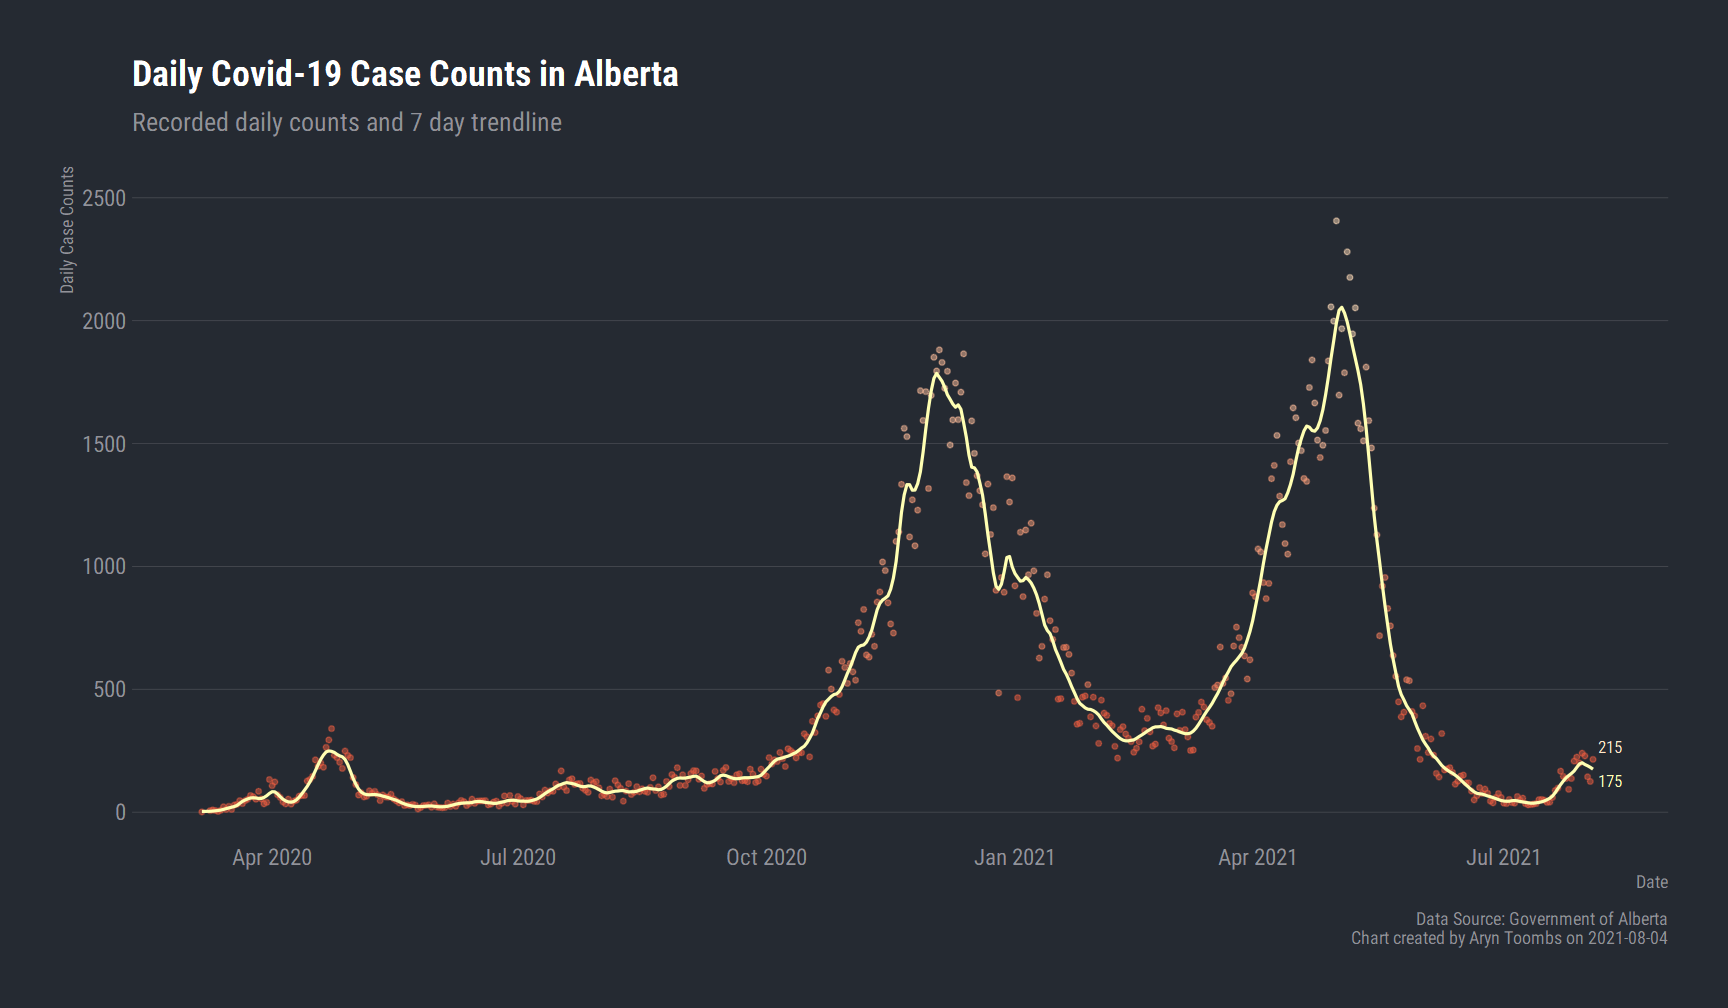 Daily Covid-19 Case Counts in Alberta
Recorded daily counts and 7 day trendline
Daily Case Counts
2500
2000
1500
1000
500
0
215
175
Apr 2020
Jul 2020
Oct 2020
Jan 2021
Apr 2021
Jul 2021
Date
Data Source: Government of Alberta
Chart created by Aryn Toombs on 2021-08-04